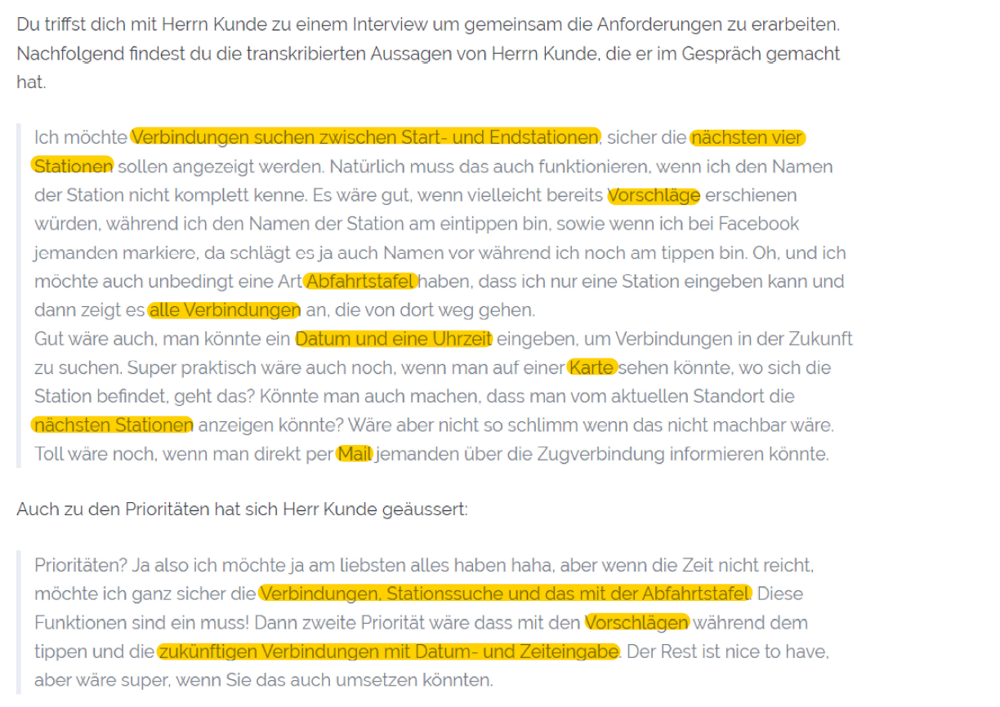 Du triffst dich mit Herrn Kunde zu einem Interview um gemeinsam die Anforderungen zu erarbeiten.
Nachfolgend findest du die transkribierten Aussagen von Herrn Kunde, die er im Gespräch gemacht
hat.
Ich möchte Verbindungen suchen zwischen Start- und Endstationen, sicher die nächsten vier
Stationen sollen angezeigt werden. Natürlich muss das auch funktionieren, wenn ich den Namen
der Station nicht komplett kenne. Es wäre gut, wenn vielleicht bereits Vorschläge erschienen
würden, während ich den Namen der Station am eintippen bin, sowie wenn ich bei Facebook
jemanden markiere, da schlägt es ja auch Namen vor während ich noch am tippen bin. Oh, und ich
möchte auch unbedingt eine Art Abfahrtstafel haben, dass ich nur eine Station eingeben kann und
dann zeigt es alle Verbindungen an, die von dort weg gehen.
Gut wäre auch, man könnte ein Datum und eine Uhrzeit eingeben, um Verbindungen in der Zukunft
zu suchen. Super praktisch wäre auch noch, wenn man auf einer Karte sehen könnte, wo sich die
Station befindet, geht das? Könnte man auch machen, dass man vom aktuellen Standort die
nächsten Stationen anzeigen könnte? Wäre aber nicht so schlimm wenn das nicht machbar wäre.
Toll wäre noch, wenn man direkt per Mail jemanden über die Zugverbindung informieren könnte.
Auch zu den Prioritäten hat sich Herr Kunde geäussert:
Prioritäten? Ja also ich möchte ja am liebsten alles haben haha, aber wenn die Zeit nicht reicht,
möchte ich ganz sicher die Verbindungen, Stationssuche und das mit der Abfahrtstafel. Diese
Funktionen sind ein muss! Dann zweite Priorität wäre dass mit den Vorschlägen während dem
tippen und die zukünftigen Verbindungen mit Datum- und Zeiteingabe. Der Rest ist nice to have,
aber wäre super, wenn Sie das auch umsetzen könnten.